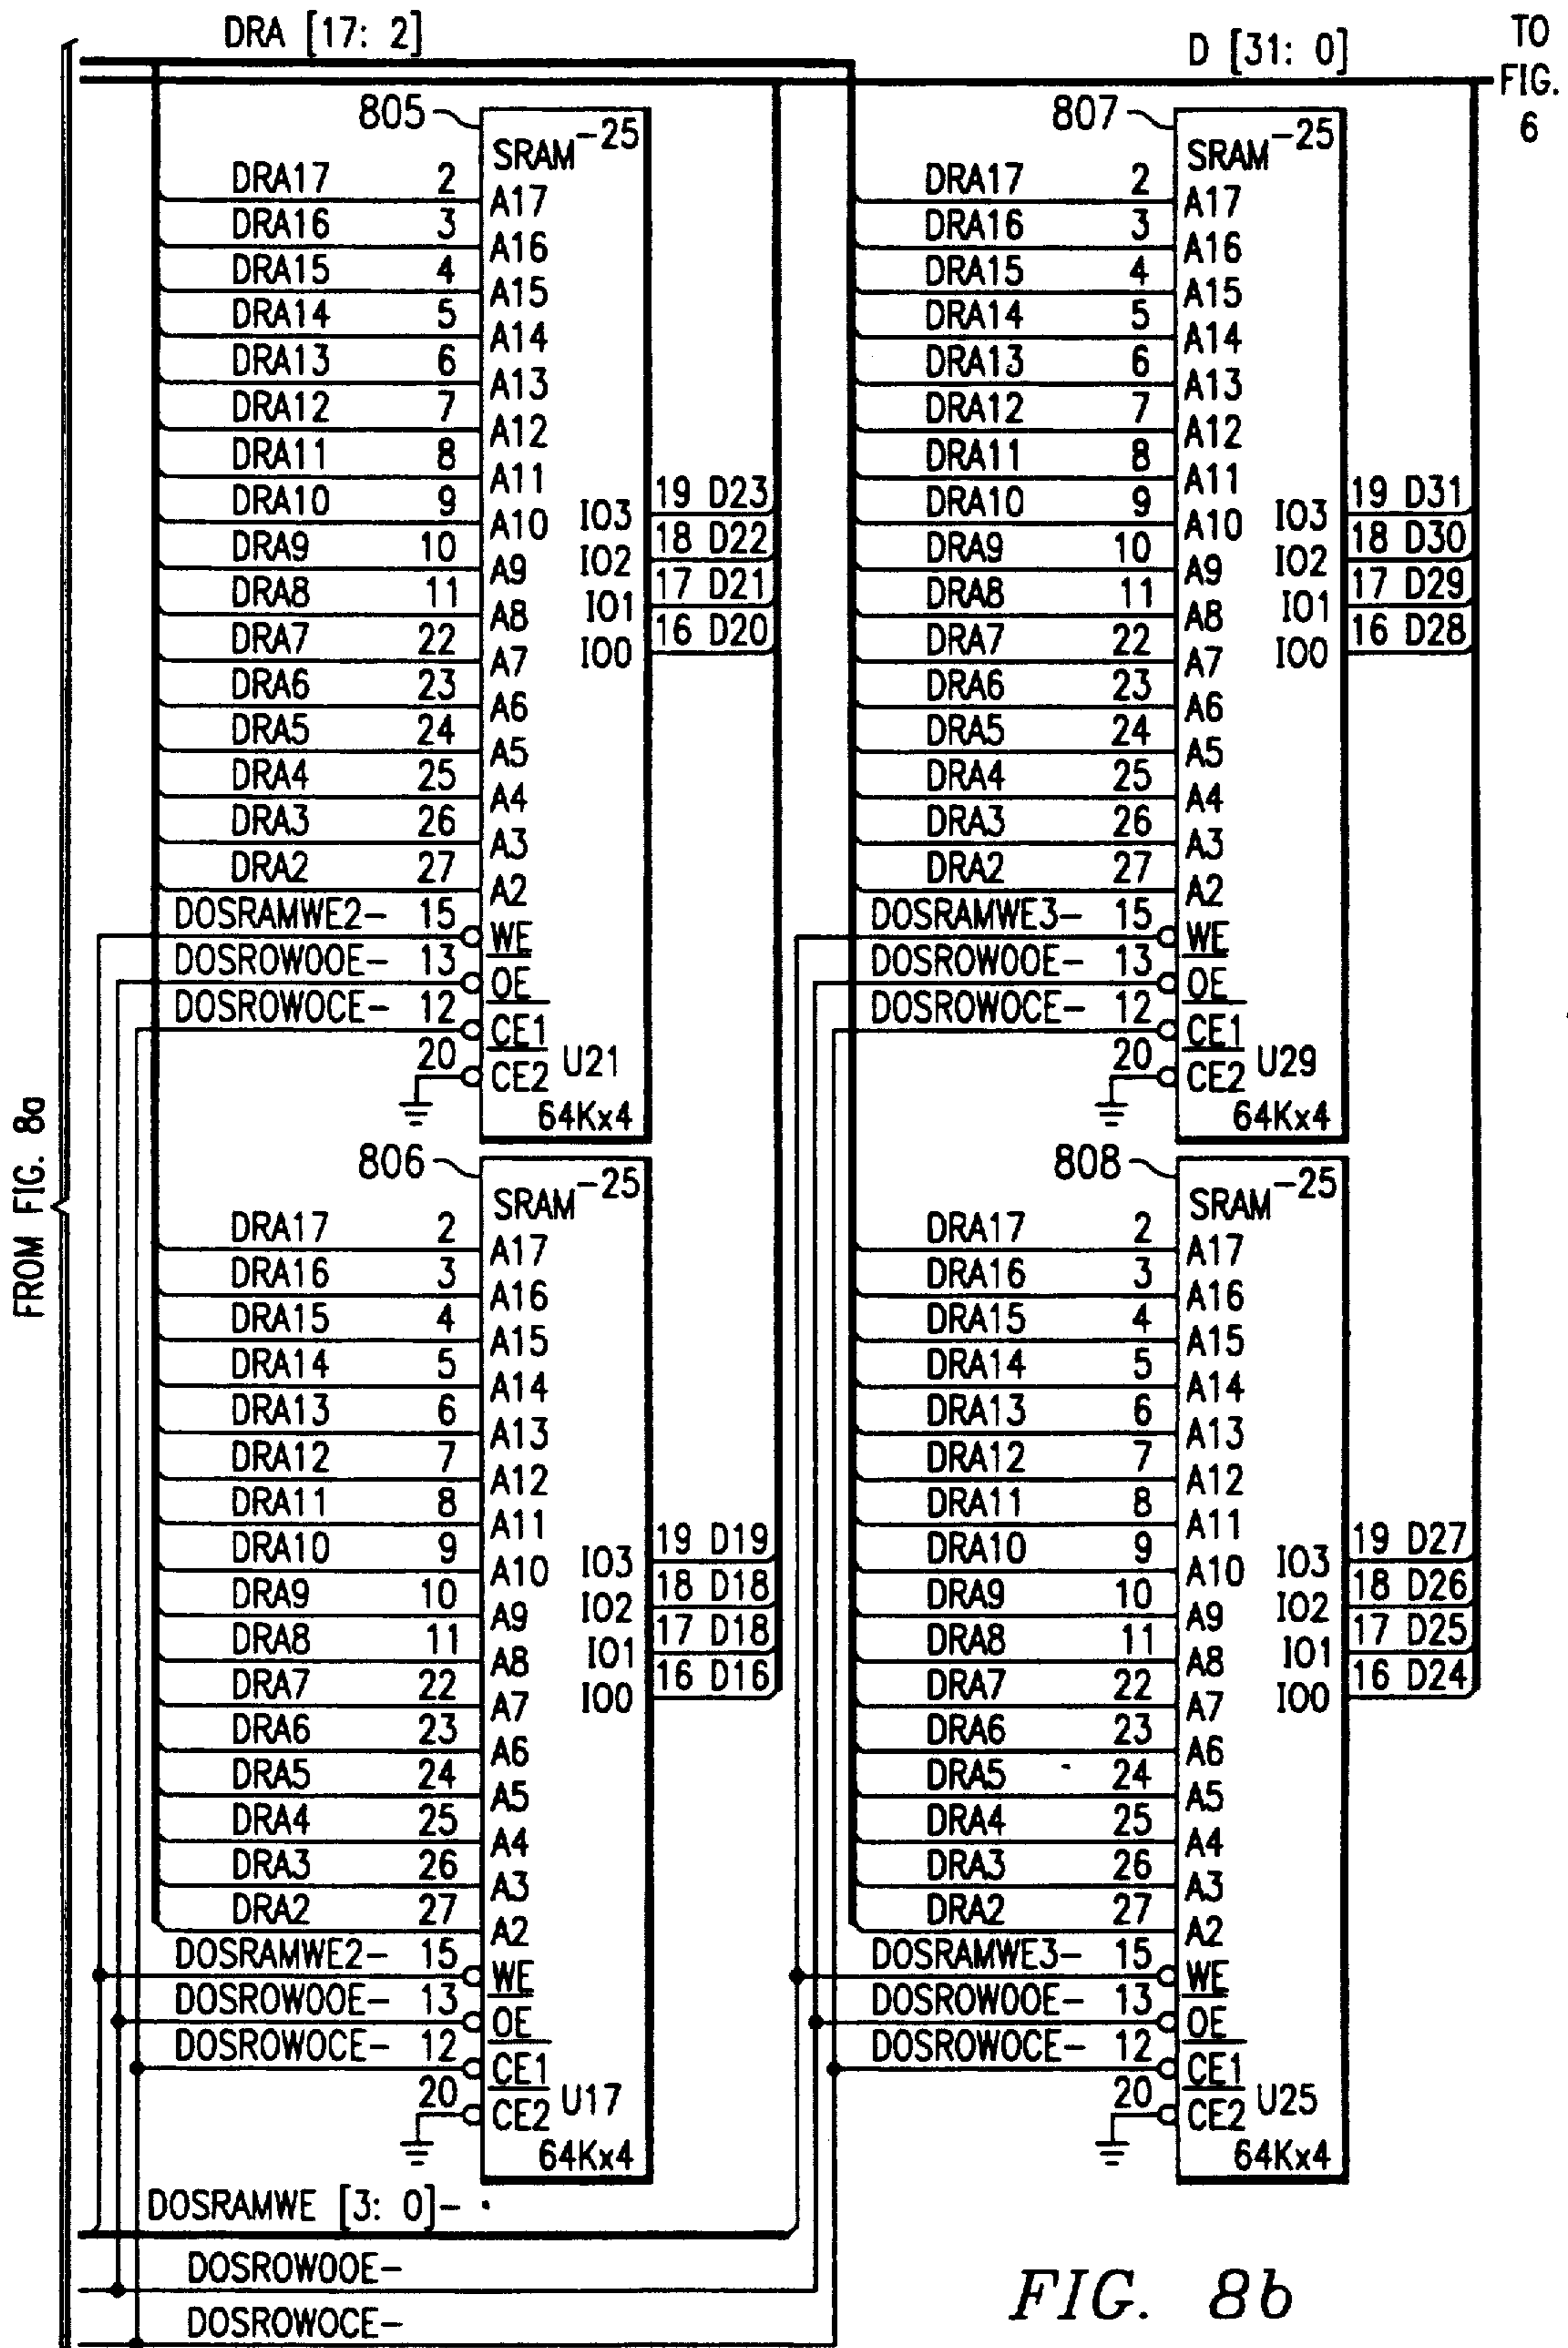 DRA [17: 2]
D [31: 0]
TO
FIG.
6
FROM FIG. 8a
805
SRAM -25
DRA17 2 A17
DRA16 3 A16
DRA15 4 A15
DRA14 5 A14
DRA13 6 A13
DRA12 7 A12
DRA11 8 A11
DRA10 9 A10
DRA9 10 A9
DRA8 11 A8
DRA7 22 A7
DRA6 23 A6
DRA5 24 A5
DRA4 25 A4
DRA3 26 A3
DRA2 27 A2
DOSRAMWE2- 15 WE
DOSROWOOE- 13 OE
DOSROWOCE- 12 CE1
20 CE2
IO3 19 D23
IO2 18 D22
IO1 17 D21
IO0 16 D20
U21
64Kx4
807
SRAM -25
DRA17 2 A17
DRA16 3 A16
DRA15 4 A15
DRA14 5 A14
DRA13 6 A13
DRA12 7 A12
DRA11 8 A11
DRA10 9 A10
DRA9 10 A9
DRA8 11 A8
DRA7 22 A7
DRA6 23 A6
DRA5 24 A5
DRA4 25 A4
DRA3 26 A3
DRA2 27 A2
DOSRAMWE3- 15 WE
DOSROWOOE- 13 OE
DOSROWOCE- 12 CE1
20 CE2
IO3 19 D31
IO2 18 D30
IO1 17 D29
IO0 16 D28
U29
64Kx4
806
SRAM -25
DRA17 2 A17
DRA16 3 A16
DRA15 4 A15
DRA14 5 A14
DRA13 6 A13
DRA12 7 A12
DRA11 8 A11
DRA10 9 A10
DRA9 10 A9
DRA8 11 A8
DRA7 22 A7
DRA6 23 A6
DRA5 24 A5
DRA4 25 A4
DRA3 26 A3
DRA2 27 A2
DOSRAMWE2- 15 WE
DOSROWOOE- 13 OE
DOSROWOCE- 12 CE1
20 CE2
IO3 19 D19
IO2 18 D18
IO1 17 D18
IO0 16 D16
U17
64Kx4
808
SRAM -25
DRA17 2 A17
DRA16 3 A16
DRA15 4 A15
DRA14 5 A14
DRA13 6 A13
DRA12 7 A12
DRA11 8 A11
DRA10 9 A10
DRA9 10 A9
DRA8 11 A8
DRA7 22 A7
DRA6 23 A6
DRA5 24 A5
DRA4 25 A4
DRA3 26 A3
DRA2 27 A2
DOSRAMWE3- 15 WE
DOSROWOOE- 13 OE
DOSROWOCE- 12 CE1
20 CE2
IO3 19 D27
IO2 18 D26
IO1 17 D25
IO0 16 D24
U25
64Kx4
DOSRAMWE [3: 0]-
DOSROWOOE-
DOSROWOCE-
FIG. 8b